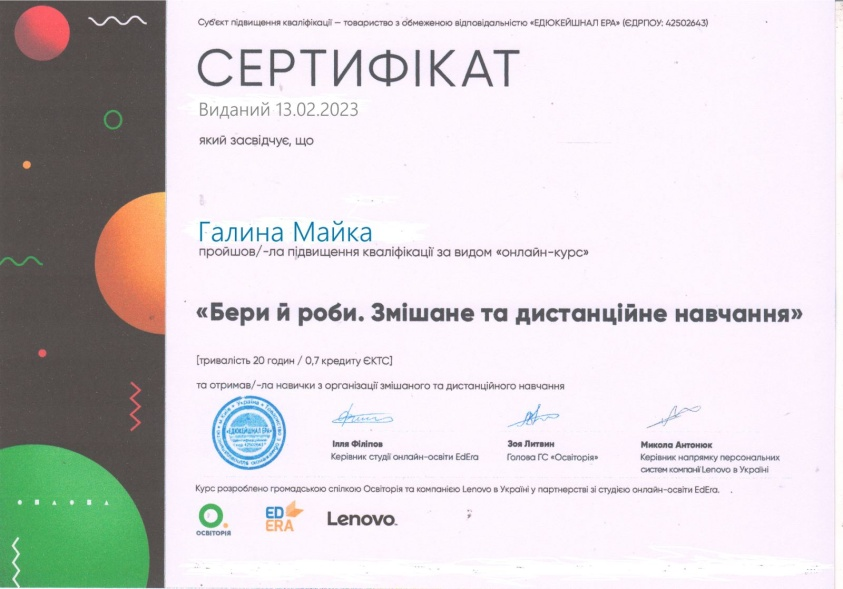 Суб'єкт підвищення кваліфікації — товариство з обмеженою відповідальністю «ЕДЮКЕЙШНАЛ ЕРА» (ЄДРПОУ: 42502643)
СЕРТИФІКАТ
Виданий 13.02.2023
який засвідчує, що
Галина Майка
пройшов/-ла підвищення кваліфікації за видом «онлайн-курс»
«Бери й роби. Змішане та дистанційне навчання»
[тривалість 20 годин / 0,7 кредиту ЄКТС]
та отримав/-ла навички з організації змішаного та дистанційного навчання
«ЕДЮКЕЙШНАЛ ЕРА»
Ілля Філіпов
Керівник студії онлайн-освіти EdEra
Зоя Литвин
Голова ГС «Освіторія»
Микола Антонюк
Керівник напрямку персональних
систем компанії Lenovo в Україні
Курс розроблено громадською спілкою Освіторія та компанією Lenovo в Україні у партнерстві зі студією онлайн-освіти EdEra.
ОСВІТОРІЯ
ED
ERA
Lenovo